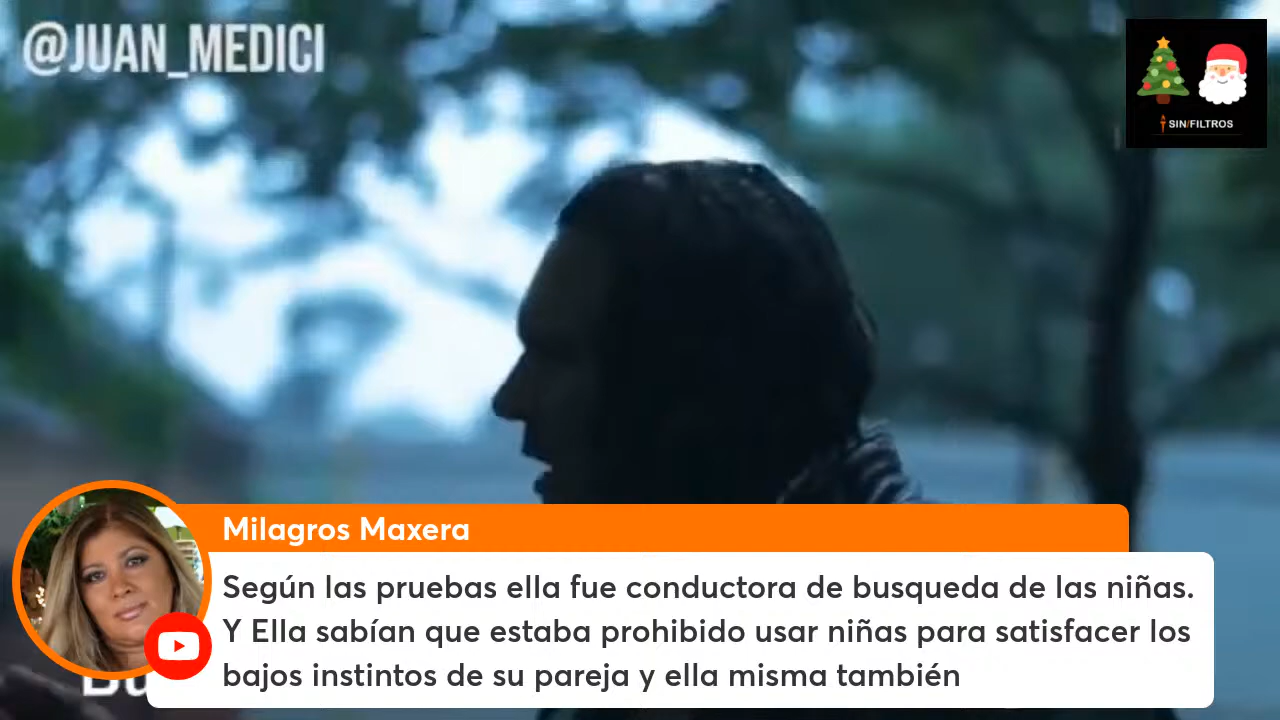 @JUAN_MEDICI
SIN/FILTROS
Milagros Maxera
Según las pruebas ella fue conductora de busqueda de las niñas.
Y Ella sabían que estaba prohibido usar niñas para satisfacer los
bajos instintos de su pareja y ella misma también